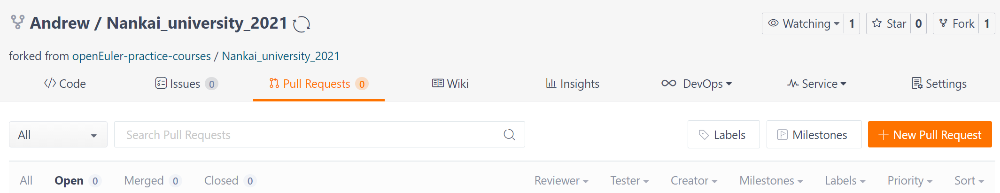 Andrew / Nankai_university_2021 Watching 1 Star 0 Fork 1
forked from openEuler-practice-courses / Nankai_university_2021
Code Issues 0 Pull Requests 0 Wiki Insights DevOps Service Settings
All Search Pull Requests Labels Milestones New Pull Request
All Open 0 Merged 0 Closed 0 Reviewer Tester Creator Milestones Labels Priority Sort